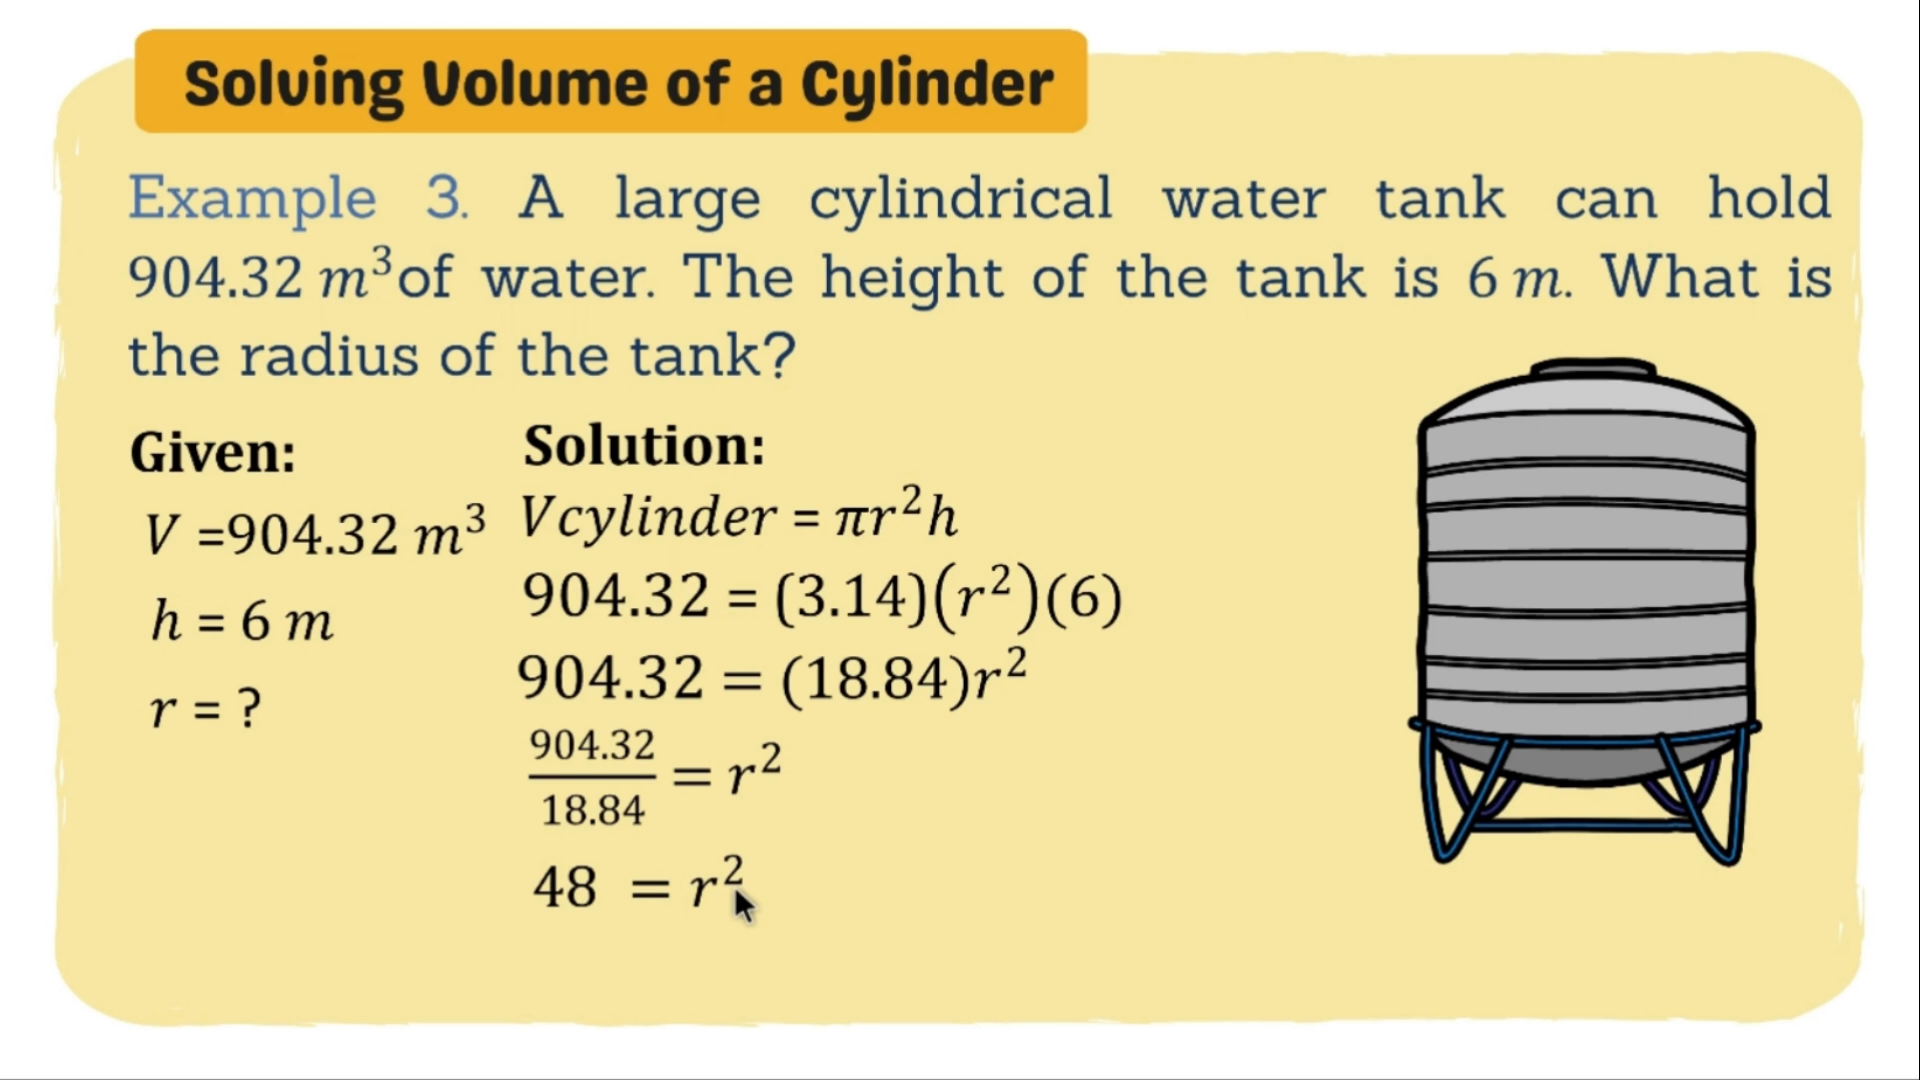 Solving Volume of a Cylinder
Example 3. A large cylindrical water tank can hold
904.32 m³ of water. The height of the tank is 6 m. What is
the radius of the tank?
Given:
V =904.32 m³
h = 6 m
r = ?
Solution:
Vcylinder = πr²h
904.32 = (3.14)(r²)(6)
904.32 = (18.84)r²
904.32
18.84
= r²
48 = r²